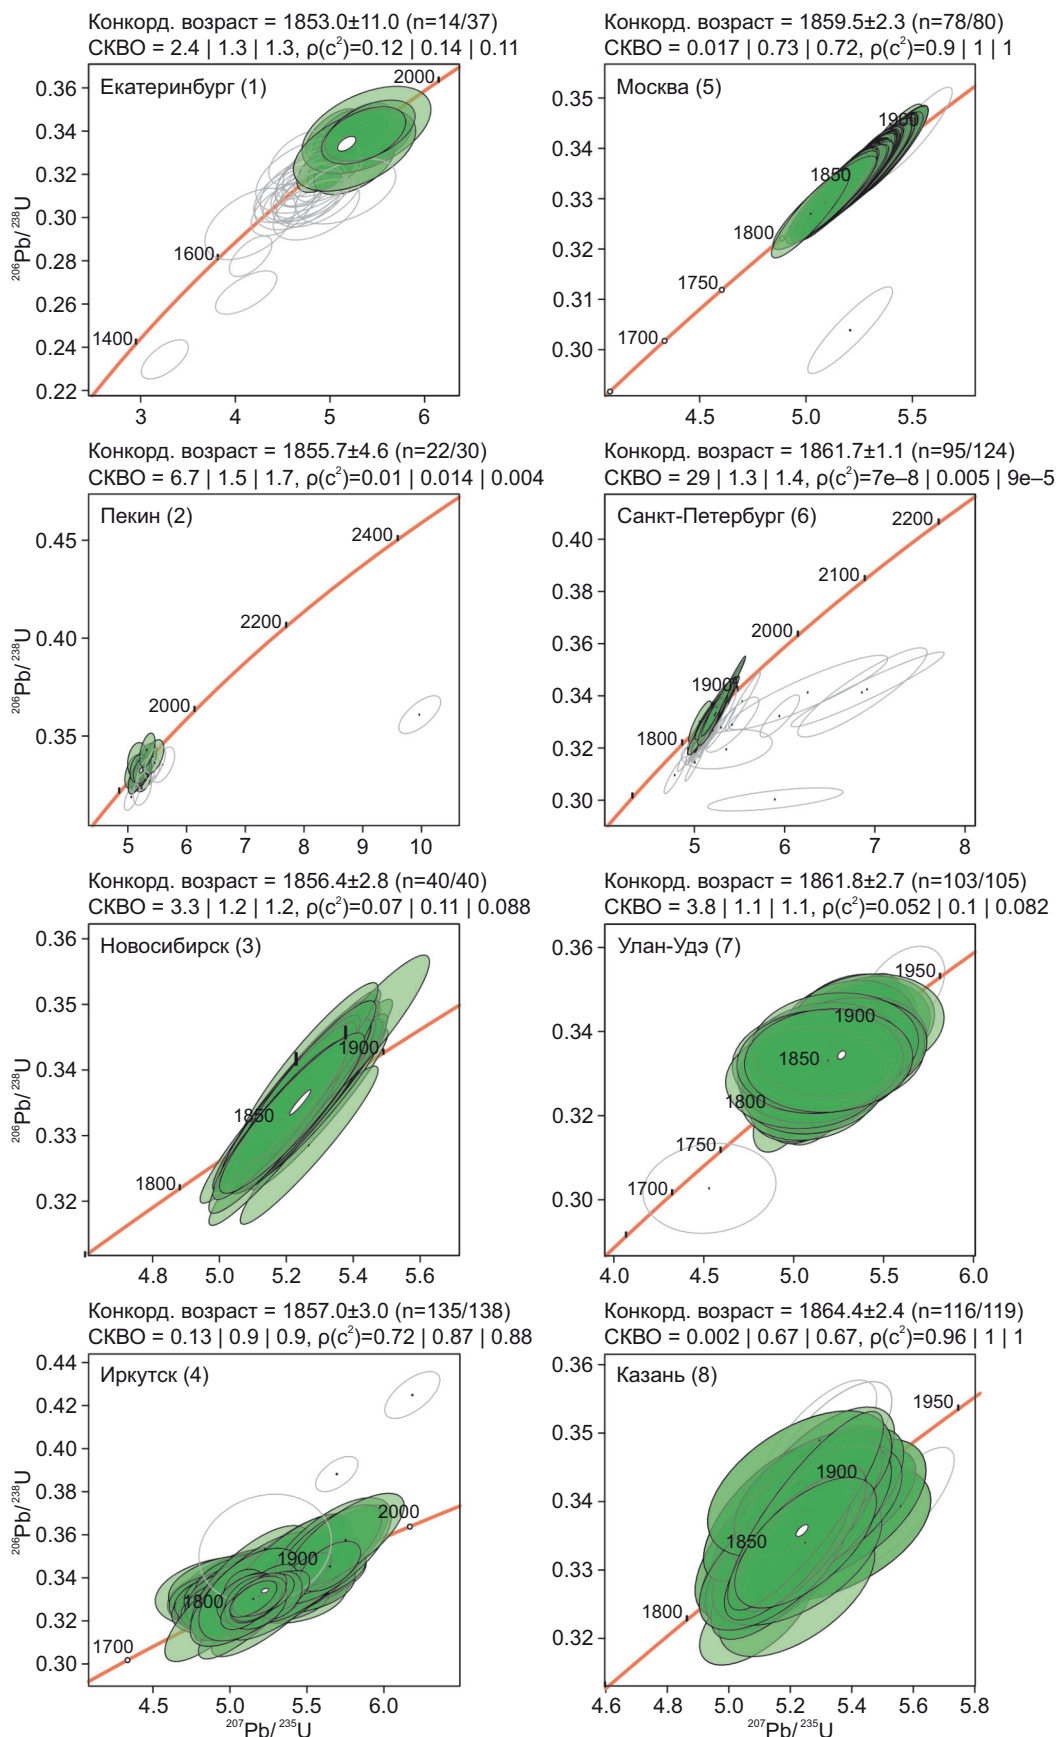 Конкорд. возраст = 1853.0±11.0 (n=14/37)
СКВО = 2.4 | 1.3 | 1.3, ρ(c²)=0.12 | 0.14 | 0.11
Екатеринбург (1)
2000
1600
1400
0.36
0.34
0.32
0.30
0.28
0.26
0.24
0.22
²⁰⁶Pb/²³⁸U
3 4 5 6
Конкорд. возраст = 1859.5±2.3 (n=78/80)
СКВО = 0.017 | 0.73 | 0.72, ρ(c²)=0.9 | 1 | 1
Москва (5)
1900
1850
1800
1750
1700
0.35
0.34
0.33
0.32
0.31
0.30
4.5 5.0 5.5
Конкорд. возраст = 1855.7±4.6 (n=22/30)
СКВО = 6.7 | 1.5 | 1.7, ρ(c²)=0.01 | 0.014 | 0.004
Пекин (2)
2400
2200
2000
0.45
0.40
0.35
²⁰⁶Pb/²³⁸U
5 6 7 8 9 10
Конкорд. возраст = 1861.7±1.1 (n=95/124)
СКВО = 29 | 1.3 | 1.4, ρ(c²)=7e–8 | 0.005 | 9e–5
Санкт-Петербург (6)
2200
2100
2000
1900
1800
0.40
0.38
0.36
0.34
0.32
0.30
5 6 7 8
Конкорд. возраст = 1856.4±2.8 (n=40/40)
СКВО = 3.3 | 1.2 | 1.2, ρ(c²)=0.07 | 0.11 | 0.088
Новосибирск (3)
1900
1850
1800
0.36
0.35
0.34
0.33
0.32
²⁰⁶Pb/²³⁸U
4.8 5.0 5.2 5.4 5.6
Конкорд. возраст = 1861.8±2.7 (n=103/105)
СКВО = 3.8 | 1.1 | 1.1, ρ(c²)=0.052 | 0.1 | 0.082
Улан-Удэ (7)
1950
1900
1850
1800
1750
1700
0.36
0.34
0.32
0.30
4.0 4.5 5.0 5.5 6.0
Конкорд. возраст = 1857.0±3.0 (n=135/138)
СКВО = 0.13 | 0.9 | 0.9, ρ(c²)=0.72 | 0.87 | 0.88
Иркутск (4)
2000
1900
1800
1700
0.44
0.42
0.40
0.38
0.36
0.34
0.32
0.30
²⁰⁶Pb/²³⁸U
4.5 5.0 5.5 6.0
²⁰⁷Pb/²³⁵U
Конкорд. возраст = 1864.4±2.4 (n=116/119)
СКВО = 0.002 | 0.67 | 0.67, ρ(c²)=0.96 | 1 | 1
Казань (8)
1950
1900
1850
1800
0.36
0.35
0.34
0.33
0.32
4.6 4.8 5.0 5.2 5.4 5.6 5.8
²⁰⁷Pb/²³⁵U